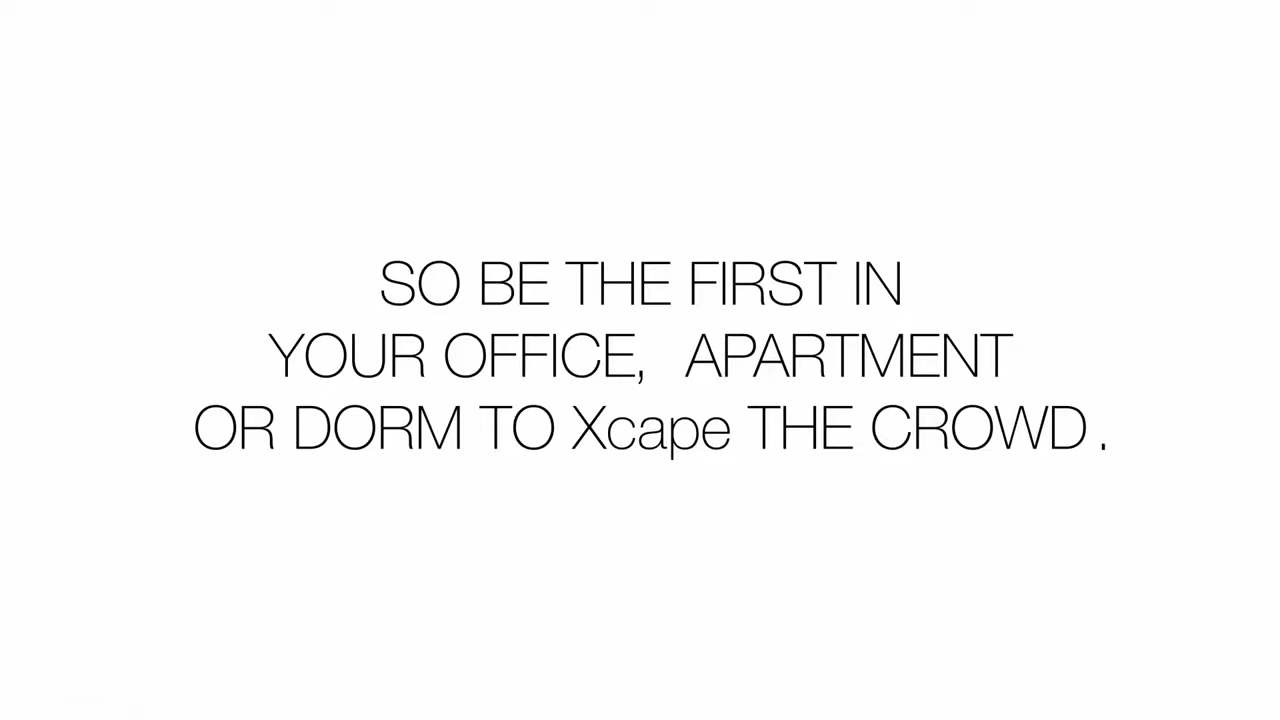 SO BE THE FIRST IN
YOUR OFFICE, APARTMENT
OR DORM TO Xcape THE CROWD .